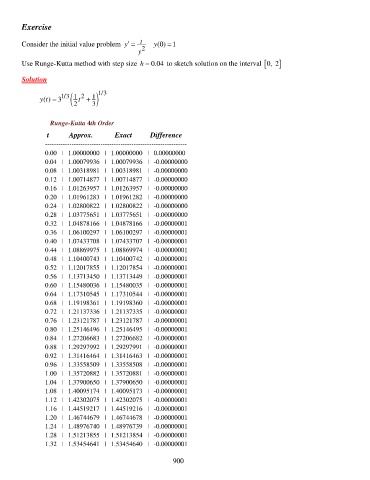 Exercise
Consider the initial value problem y′ = t/y² y(0) = 1
Use Runge-Kutta method with step size h = 0.04 to sketch solution on the interval [0, 2]
Solution
y(t) = 3^1/3 (1/2 t² + 1/3)^1/3
Runge-Kutta 4th Order
t Approx. Exact Difference
0.00 | 1.00000000 | 1.00000000 | 0.00000000
0.04 | 1.00079936 | 1.00079936 | -0.00000000
0.08 | 1.00318981 | 1.00318981 | -0.00000000
0.12 | 1.00714877 | 1.00714877 | -0.00000000
0.16 | 1.01263957 | 1.01263957 | -0.00000000
0.20 | 1.01961283 | 1.01961282 | -0.00000000
0.24 | 1.02800822 | 1.02800822 | -0.00000000
0.28 | 1.03775651 | 1.03775651 | -0.00000000
0.32 | 1.04878166 | 1.04878166 | -0.00000001
0.36 | 1.06100297 | 1.06100297 | -0.00000001
0.40 | 1.07433708 | 1.07433707 | -0.00000001
0.44 | 1.08869975 | 1.08869974 | -0.00000001
0.48 | 1.10400743 | 1.10400742 | -0.00000001
0.52 | 1.12017855 | 1.12017854 | -0.00000001
0.56 | 1.13713450 | 1.13713449 | -0.00000001
0.60 | 1.15480036 | 1.15480035 | -0.00000001
0.64 | 1.17310545 | 1.17310544 | -0.00000001
0.68 | 1.19198361 | 1.19198360 | -0.00000001
0.72 | 1.21137336 | 1.21137335 | -0.00000001
0.76 | 1.23121787 | 1.23121787 | -0.00000001
0.80 | 1.25146496 | 1.25146495 | -0.00000001
0.84 | 1.27206683 | 1.27206682 | -0.00000001
0.88 | 1.29297992 | 1.29297991 | -0.00000001
0.92 | 1.31416464 | 1.31416463 | -0.00000001
0.96 | 1.33558509 | 1.33558508 | -0.00000001
1.00 | 1.35720882 | 1.35720881 | -0.00000001
1.04 | 1.37900650 | 1.37900650 | -0.00000001
1.08 | 1.40095174 | 1.40095173 | -0.00000001
1.12 | 1.42302075 | 1.42302075 | -0.00000001
1.16 | 1.44519217 | 1.44519216 | -0.00000001
1.20 | 1.46744679 | 1.46744678 | -0.00000001
1.24 | 1.48976740 | 1.48976739 | -0.00000001
1.28 | 1.51213855 | 1.51213854 | -0.00000001
1.32 | 1.53454641 | 1.53454640 | -0.00000001
900